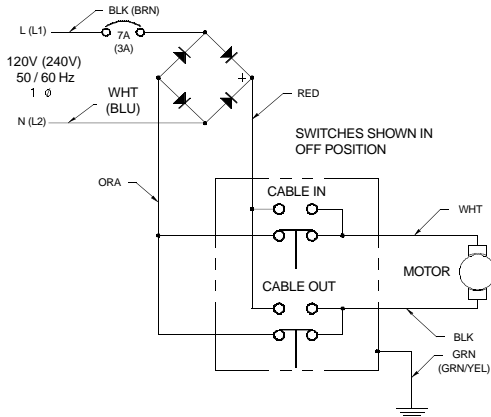 BLK (BRN)
L (L1)
7A
(3A)
120V (240V)
50 / 60 Hz
1 ø
WHT
(BLU)
N (L2)
+
RED
SWITCHES SHOWN IN
OFF POSITION
ORA
CABLE IN
WHT
MOTOR
CABLE OUT
BLK
GRN
(GRN/YEL)